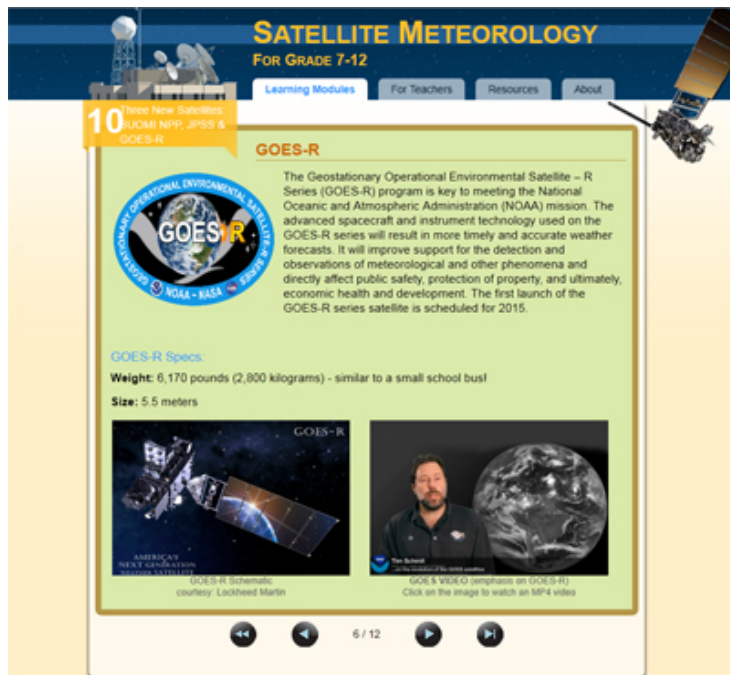 SATELLITE METEOROLOGY
FOR GRADE 7-12
Learning Modules
For Teachers
Resources
About
10
Three New Satellites:
SUOMI NPP, JPSS &
GOES-R
GOES-R
The Geostationary Operational Environmental Satellite – R
Series (GOES-R) program is key to meeting the National
Oceanic and Atmospheric Administration (NOAA) mission. The
advanced spacecraft and instrument technology used on the
GOES-R series will result in more timely and accurate weather
forecasts. It will improve support for the detection and
observations of meteorological and other phenomena and
directly affect public safety, protection of property, and ultimately,
economic health and development. The first launch of the
GOES-R series satellite is scheduled for 2015.
GEOSTATIONARY OPERATIONAL ENVIRONMENTAL SATELLITE-R SERIES
GOES R
NOAA • NASA
GOES-R Specs:
Weight: 6,170 pounds (2,800 kilograms) - similar to a small school bus!
Size: 5.5 meters
GOES-R
AMERICA'S
NEXT GENERATION
WEATHER SATELLITE
GOES-R Schematic
courtesy: Lockheed Martin
Tim Schmit
...on the evolution of the GOES satellites
GOES VIDEO (emphasis on GOES-R)
Click on the image to watch an MP4 video
6 / 12